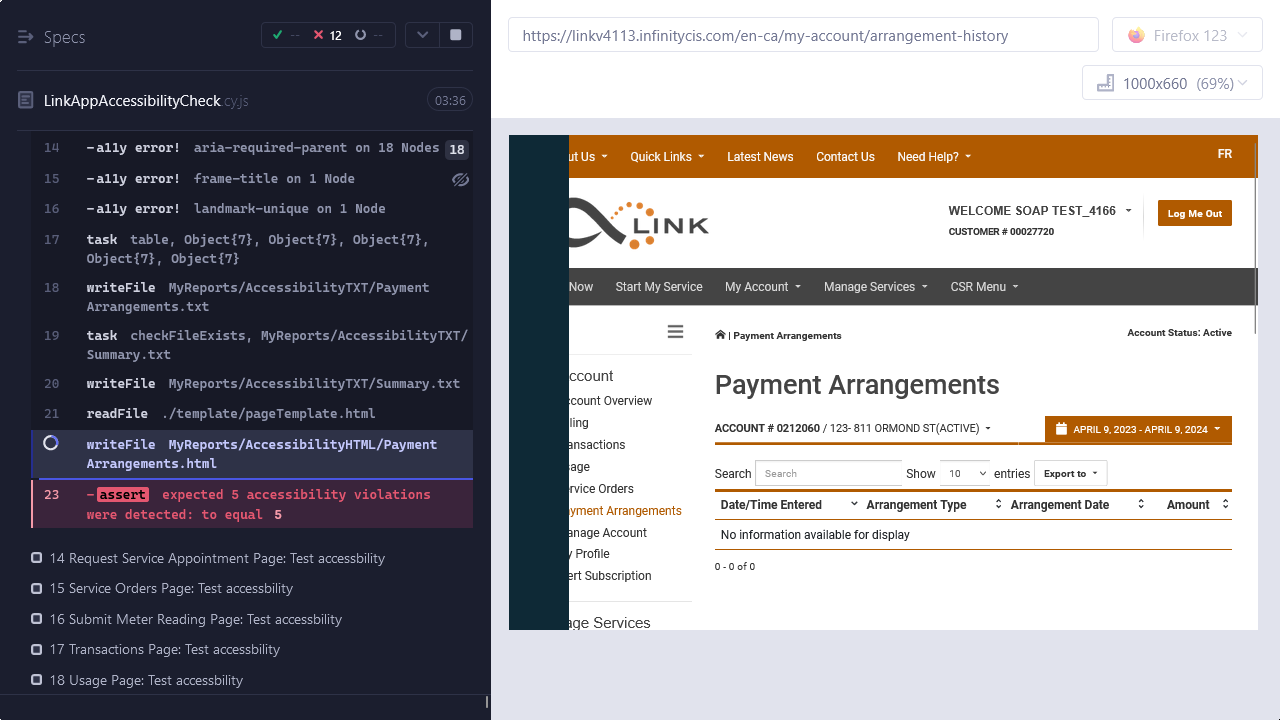 Specs
-- 12 --
LinkAppAccessibilityCheck.cy.js 03:36
14 -a11y error! aria-required-parent on 18 Nodes 18
15 -a11y error! frame-title on 1 Node
16 -a11y error! landmark-unique on 1 Node
17 task table, Object{7}, Object{7}, Object{7},
Object{7}, Object{7}
18 writeFile MyReports/AccessibilityTXT/Payment
Arrangements.txt
19 task checkFileExists, MyReports/AccessibilityTXT/
Summary.txt
20 writeFile MyReports/AccessibilityTXT/Summary.txt
21 readFile ./template/pageTemplate.html
writeFile MyReports/AccessibilityHTML/Payment
Arrangements.html
23 -assert expected 5 accessibility violations
were detected: to equal 5
14 Request Service Appointment Page: Test accessbility
15 Service Orders Page: Test accessbility
16 Submit Meter Reading Page: Test accessbility
17 Transactions Page: Test accessbility
18 Usage Page: Test accessbility
https://linkv4113.infinitycis.com/en-ca/my-account/arrangement-history
Firefox 123
1000x660 (69%)
ut Us Quick Links Latest News Contact Us Need Help? FR
LINK
WELCOME SOAP TEST_4166
CUSTOMER # 00027720
Log Me Out
Now Start My Service My Account Manage Services CSR Menu
| Payment Arrangements
Account Status: Active
ccount
ccount Overview
ling
ansactions
sage
ervice Orders
yment Arrangements
anage Account
y Profile
ert Subscription
age Services
Payment Arrangements
ACCOUNT # 0212060 / 123- 811 ORMOND ST(ACTIVE)
APRIL 9, 2023 - APRIL 9, 2024
Search Search Show 10 entries Export to
Date/Time Entered Arrangement Type Arrangement Date Amount
No information available for display
0 - 0 of 0